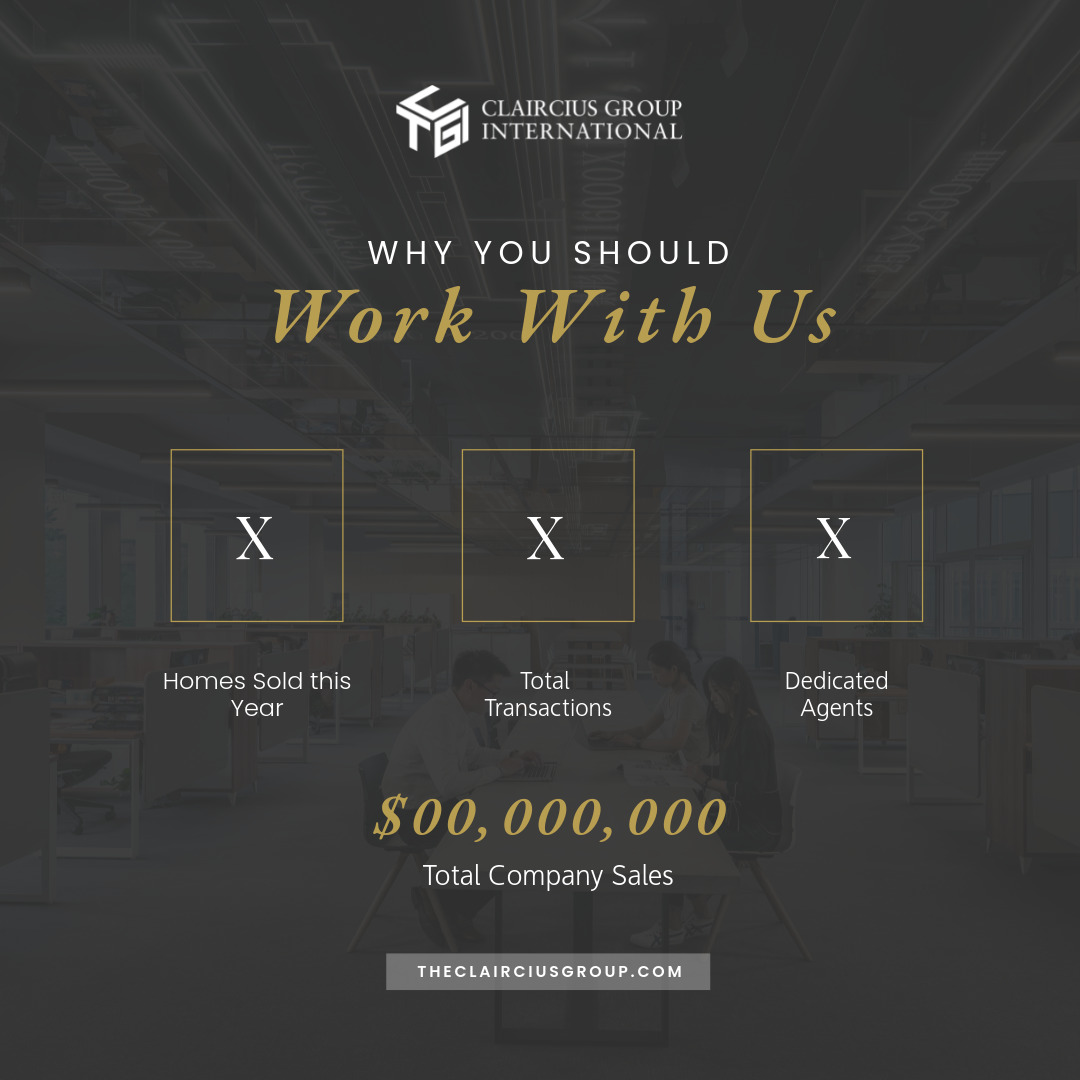 CLAIRCIUS GROUP
INTERNATIONAL
WHY YOU SHOULD
Work With Us
X
X
X
Homes Sold this
Year
Total
Transactions
Dedicated
Agents
$00,000,000
Total Company Sales
THECLAIRCIUSGROUP.COM